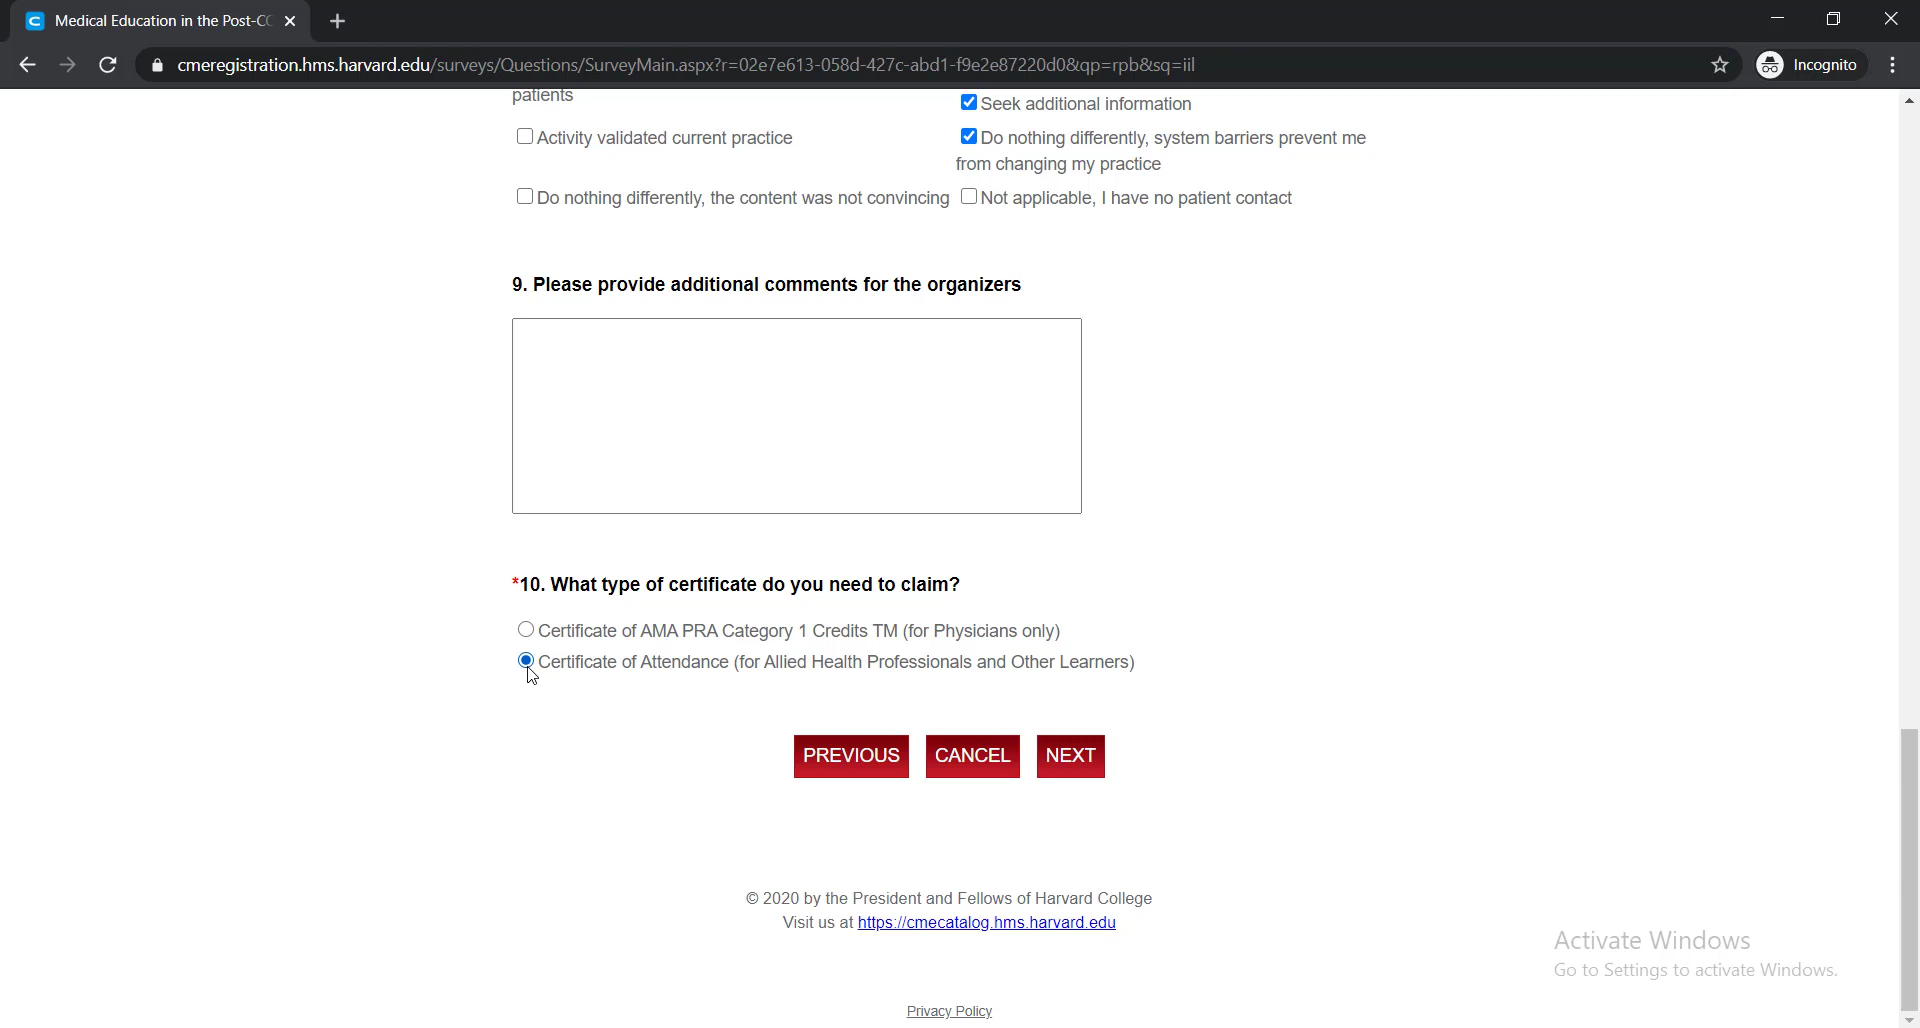 Medical Education in the Post-CC
cmeregistration.hms.harvard.edu/surveys/Questions/SurveyMain.aspx?r=02e7e613-058d-427c-abd1-f9e2e87220d0&qp=rpb&sq=iil
Incognito
patients
Seek additional information
Activity validated current practice
Do nothing differently, system barriers prevent me
from changing my practice
Do nothing differently, the content was not convincing
Not applicable, I have no patient contact
9. Please provide additional comments for the organizers
*10. What type of certificate do you need to claim?
Certificate of AMA PRA Category 1 Credits TM (for Physicians only)
Certificate of Attendance (for Allied Health Professionals and Other Learners)
PREVIOUS
CANCEL
NEXT
© 2020 by the President and Fellows of Harvard College
Visit us at https://cmecatalog.hms.harvard.edu
Activate Windows
Go to Settings to activate Windows.
Privacy Policy